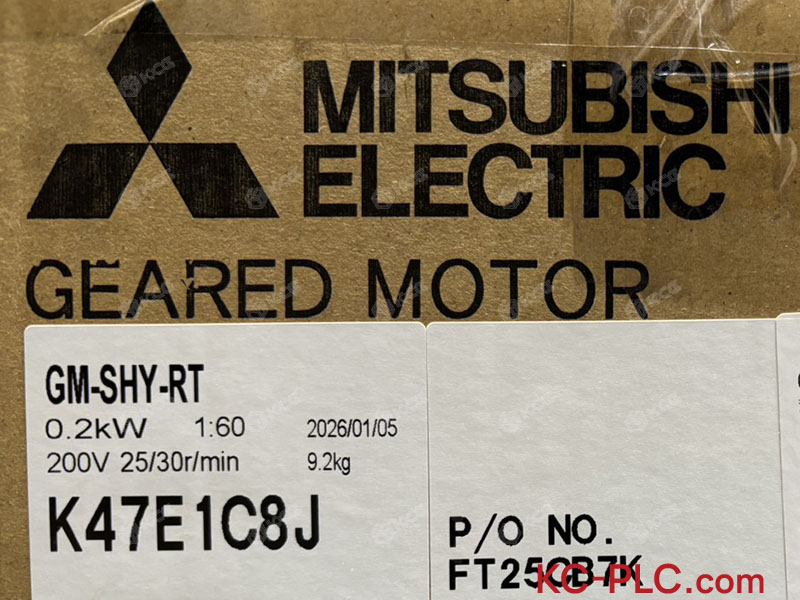 MITSUBISHI
ELECTRIC
GEARED MOTOR
GM-SHY-RT
0.2kW 1:60 2026/01/05
200V 25/30r/min 9.2kg
K47E1C8J
P/O NO.
FT25CB7K
KC-PLC.com